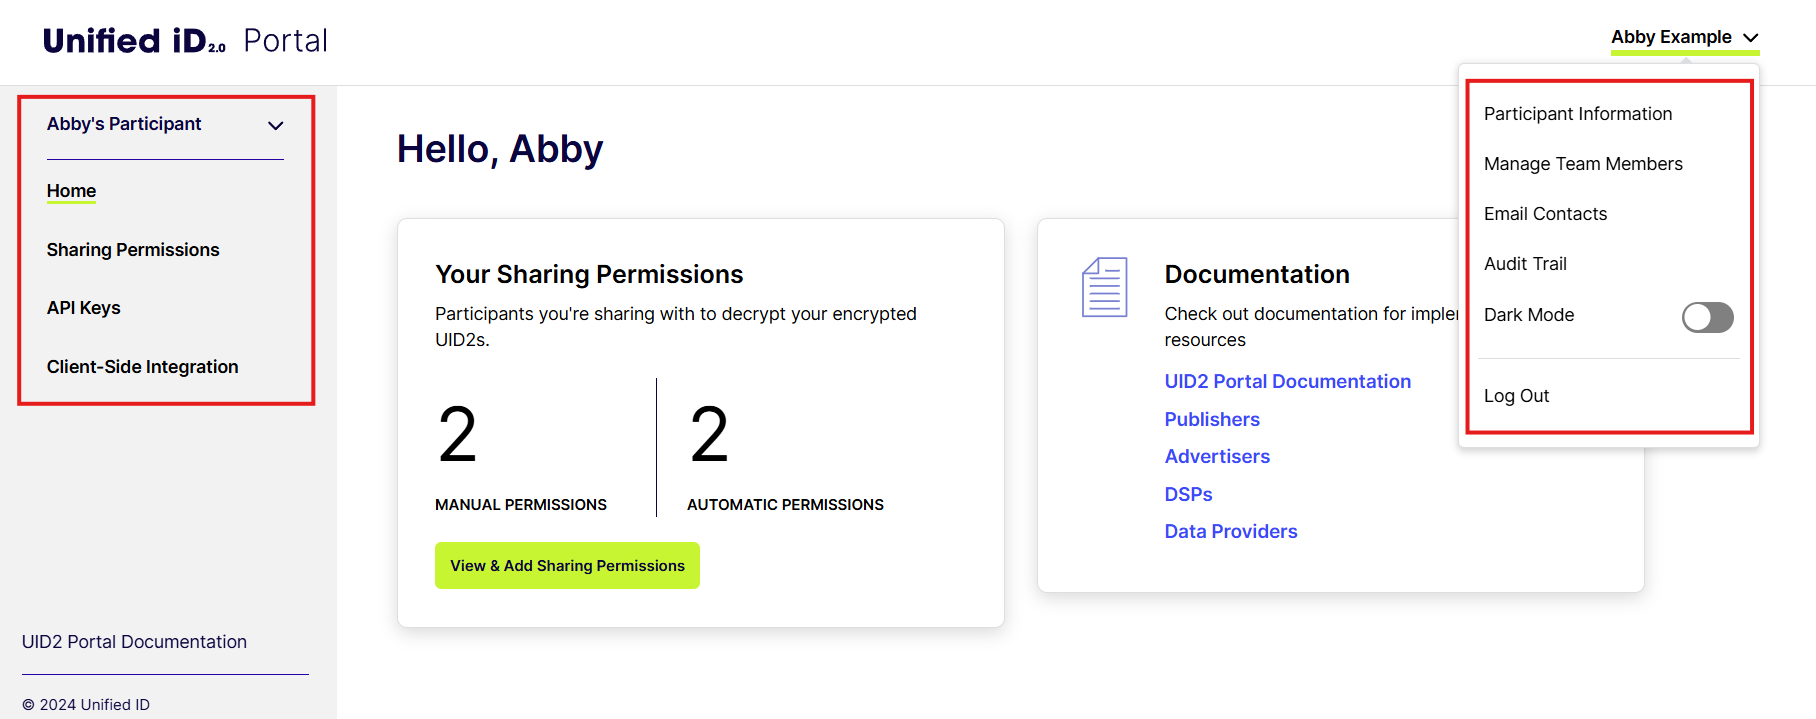 Unified iD2.0 Portal
Abby Example
Abby's Participant
Home
Sharing Permissions
API Keys
Client-Side Integration
UID2 Portal Documentation
© 2024 Unified ID
Hello, Abby
Your Sharing Permissions
Participants you're sharing with to decrypt your encrypted
UID2s.
2
MANUAL PERMISSIONS
2
AUTOMATIC PERMISSIONS
View & Add Sharing Permissions
Documentation
Check out documentation for
resources
UID2 Portal Documentation
Publishers
Advertisers
DSPs
Data Providers
Participant Information
Manage Team Members
Email Contacts
Audit Trail
Dark Mode
Log Out